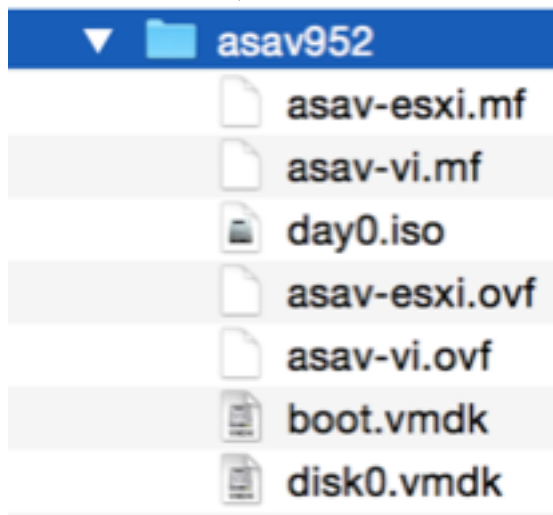 asav952
asav-esxi.mf
asav-vi.mf
day0.iso
asav-esxi.ovf
asav-vi.ovf
boot.vmdk
disk0.vmdk